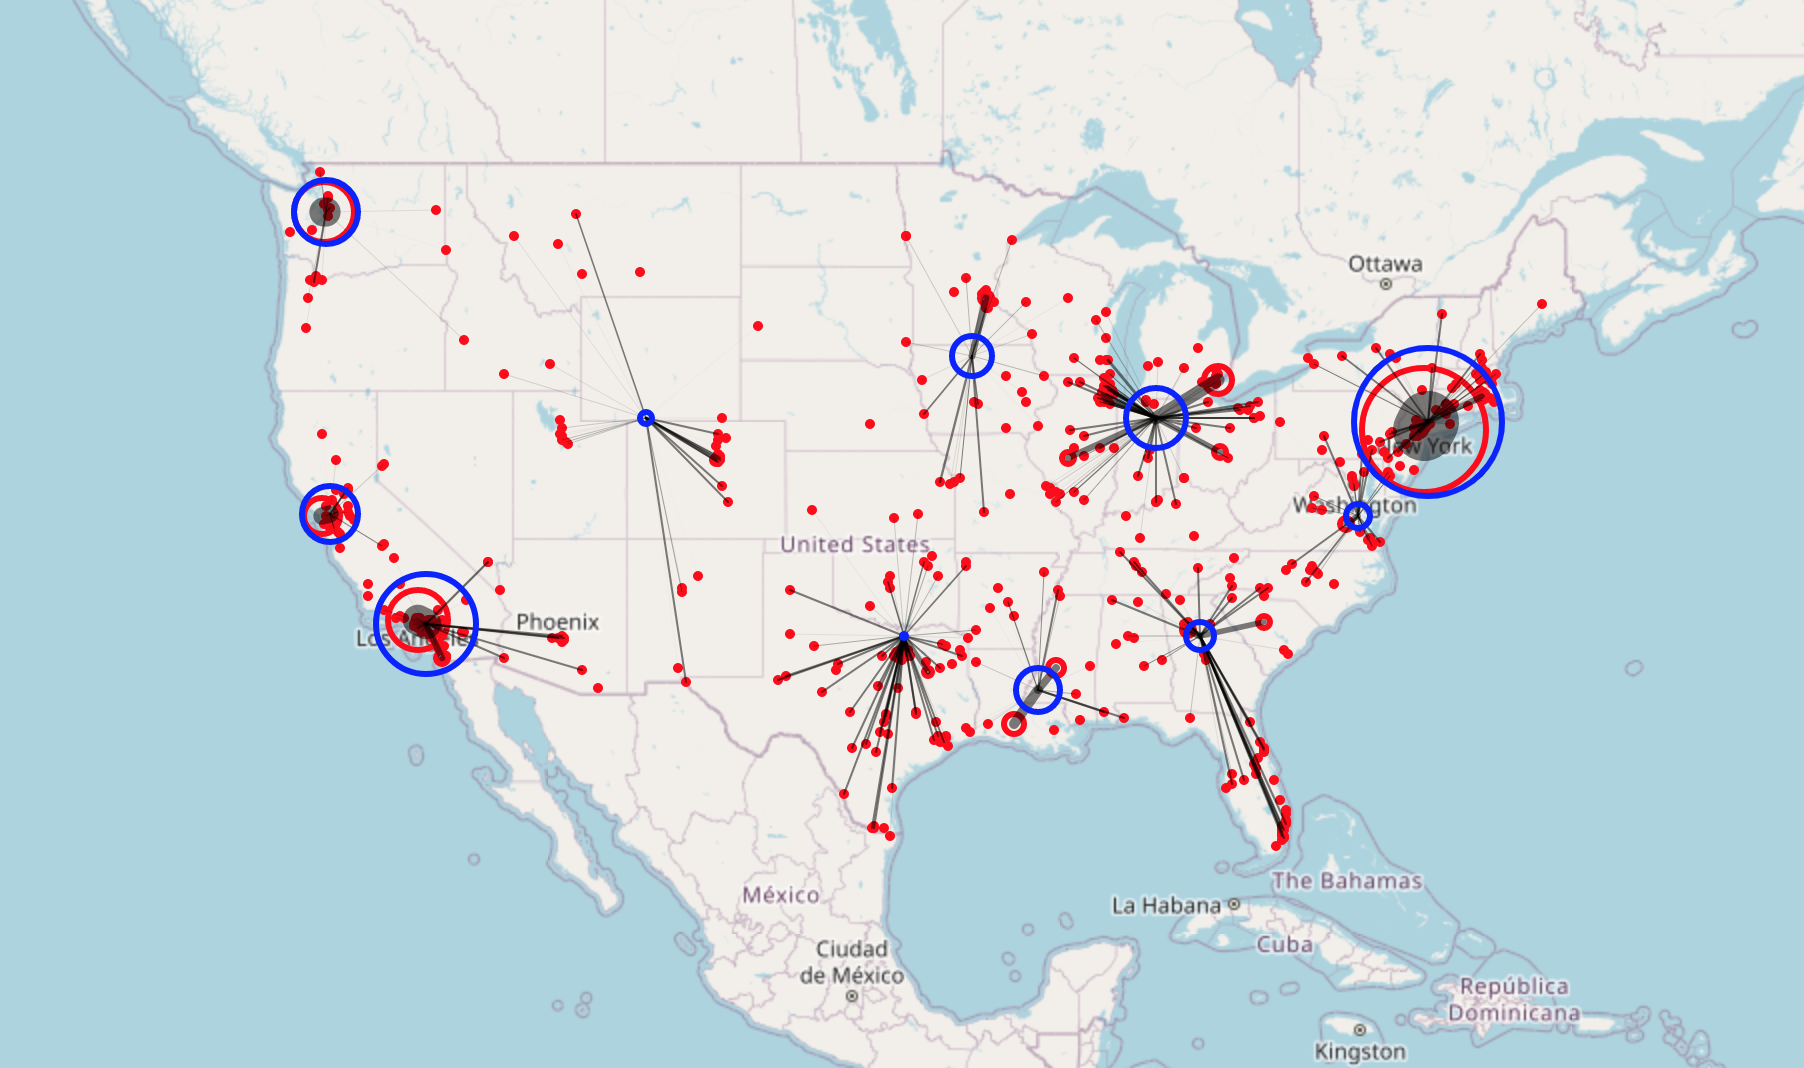 Ottawa
New York
Washington
United States
Phoenix
Los Angeles
The Bahamas
México
La Habana
Cuba
Ciudad
de México
República
Dominicana
Kingston